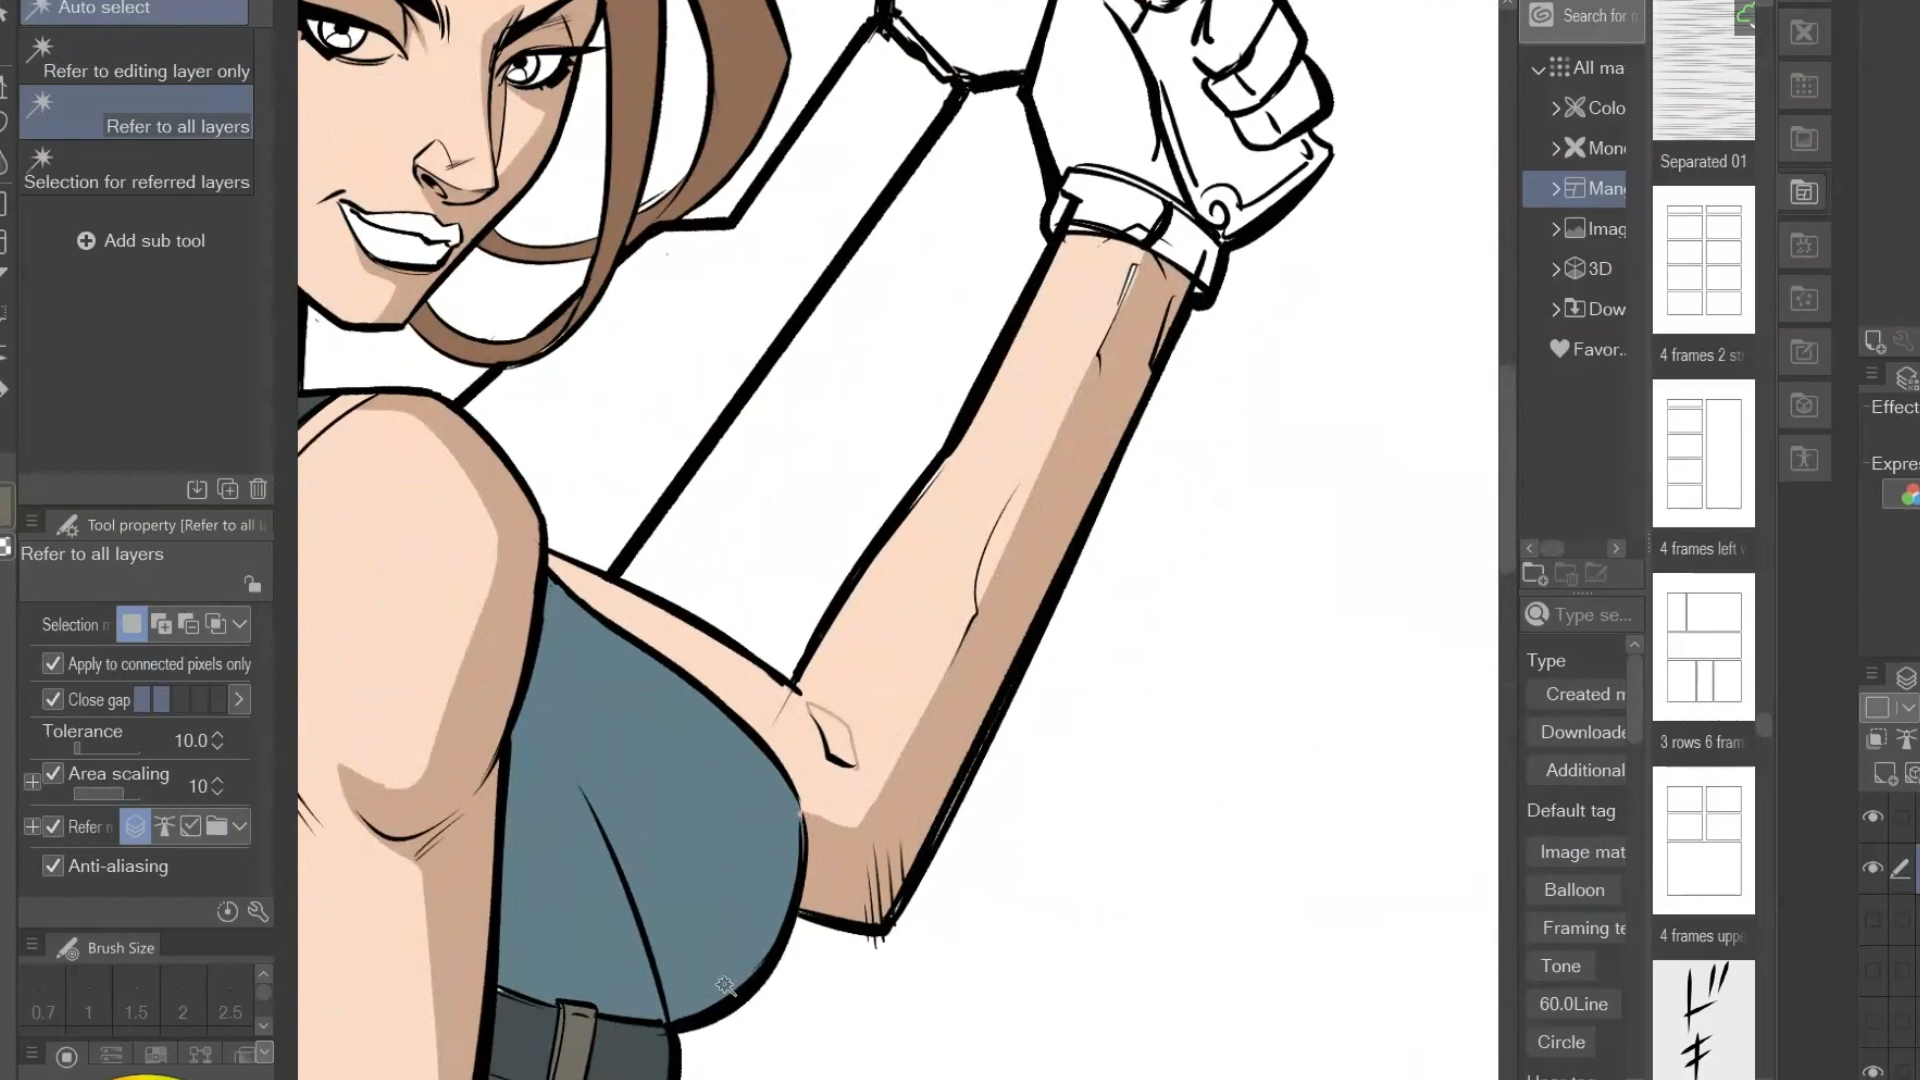 Auto select
Refer to editing layer only
Refer to all layers
Selection for referred layers
Add sub tool
Tool property [Refer to all l
Refer to all layers
Selection m
Apply to connected pixels only
Close gap
Tolerance
10.0
Area scaling
10
Refer m
Anti-aliasing
Brush Size
0.7 1 1.5 2 2.5
Search for m
All ma
Colo
Mon
Man
Imag
3D
Dow
Favor..
Type se...
Type
Created m
Downloade
Additional
Default tag
Image mat
Balloon
Framing te
Tone
60.0Line
Circle
Separated 01
4 frames 2 st
4 frames left v
3 rows 6 fram
4 frames uppe
Effect
Expres